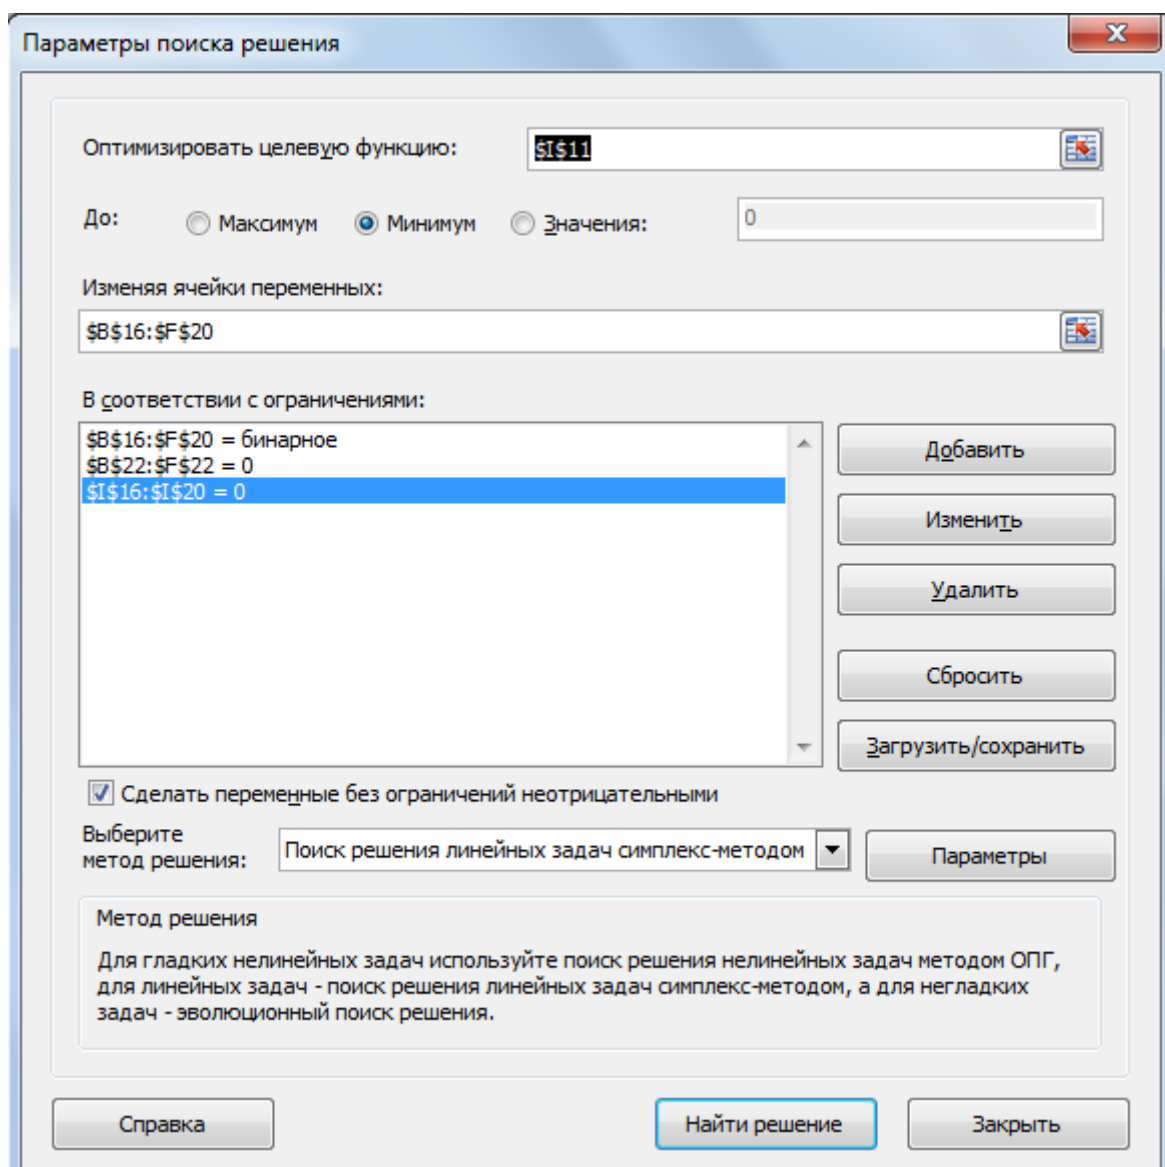 Параметры поиска решения
Оптимизировать целевую функцию: $I$11
До: Максимум Минимум Значения: 0
Изменяя ячейки переменных:
$B$16:$F$20
В соответствии с ограничениями:
$B$16:$F$20 = бинарное
$B$22:$F$22 = 0
$I$16:$I$20 = 0
Добавить
Изменить
Удалить
Сбросить
Загрузить/сохранить
Сделать переменные без ограничений неотрицательными
Выберите
метод решения:
Поиск решения линейных задач симплекс-методом
Параметры
Метод решения
Для гладких нелинейных задач используйте поиск решения нелинейных задач методом ОПГ,
для линейных задач - поиск решения линейных задач симплекс-методом, а для негладких
задач - эволюционный поиск решения.
Справка Найти решение Закрыть